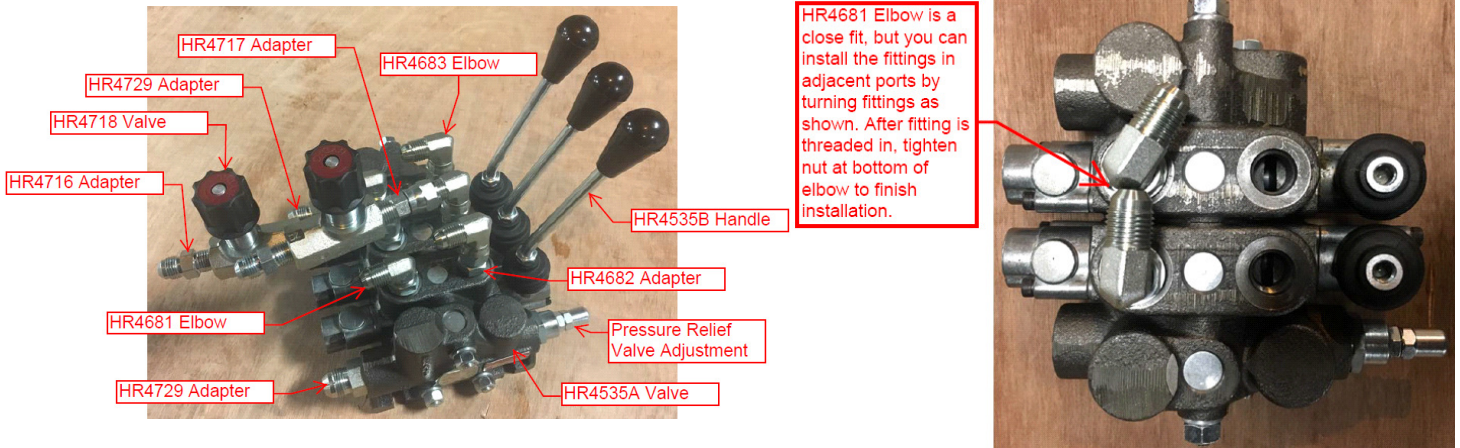 HR4717 Adapter
HR4683 Elbow
HR4729 Adapter
HR4718 Valve
HR4716 Adapter
HR4535B Handle
HR4682 Adapter
HR4681 Elbow
Pressure Relief
Valve Adjustment
HR4729 Adapter
HR4535A Valve
HR4681 Elbow is a
close fit, but you can
install the fittings in
adjacent ports by
turning fittings as
shown. After fitting is
threaded in, tighten
nut at bottom of
elbow to finish
installation.